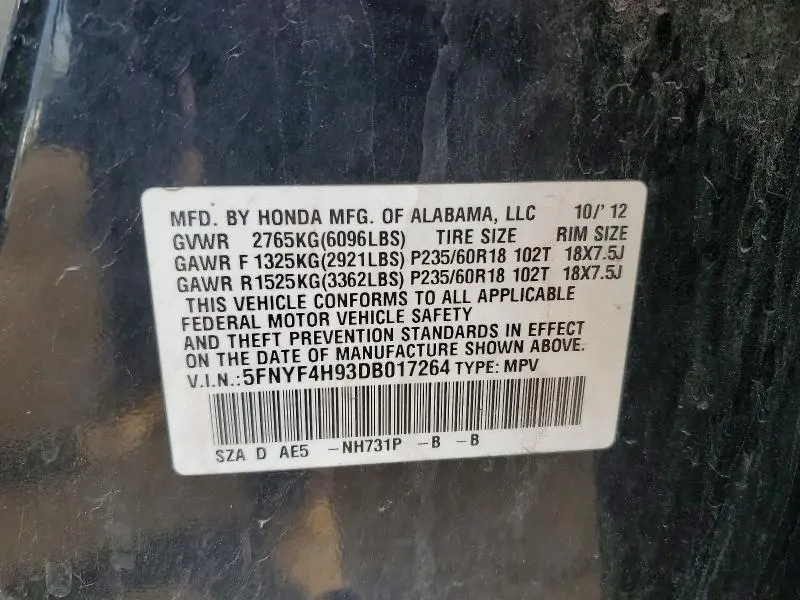 MFD. BY HONDA MFG. OF ALABAMA, LLC 10/' 12
GVWR 2765KG(6096LBS) TIRE SIZE RIM SIZE
GAWR F 1325KG(2921LBS) P235/60R18 102T 18X7.5J
GAWR R1525KG(3362LBS) P235/60R18 102T 18X7.5J
THIS VEHICLE CONFORMS TO ALL APPLICABLE
FEDERAL MOTOR VEHICLE SAFETY
AND THEFT PREVENTION STANDARDS IN EFFECT
ON THE DATE OF MANUFACTURE SHOWN ABOVE.
V.I.N.:5FNYF4H93DB017264 TYPE: MPV
SZA D AE5 -NH731P -B -B